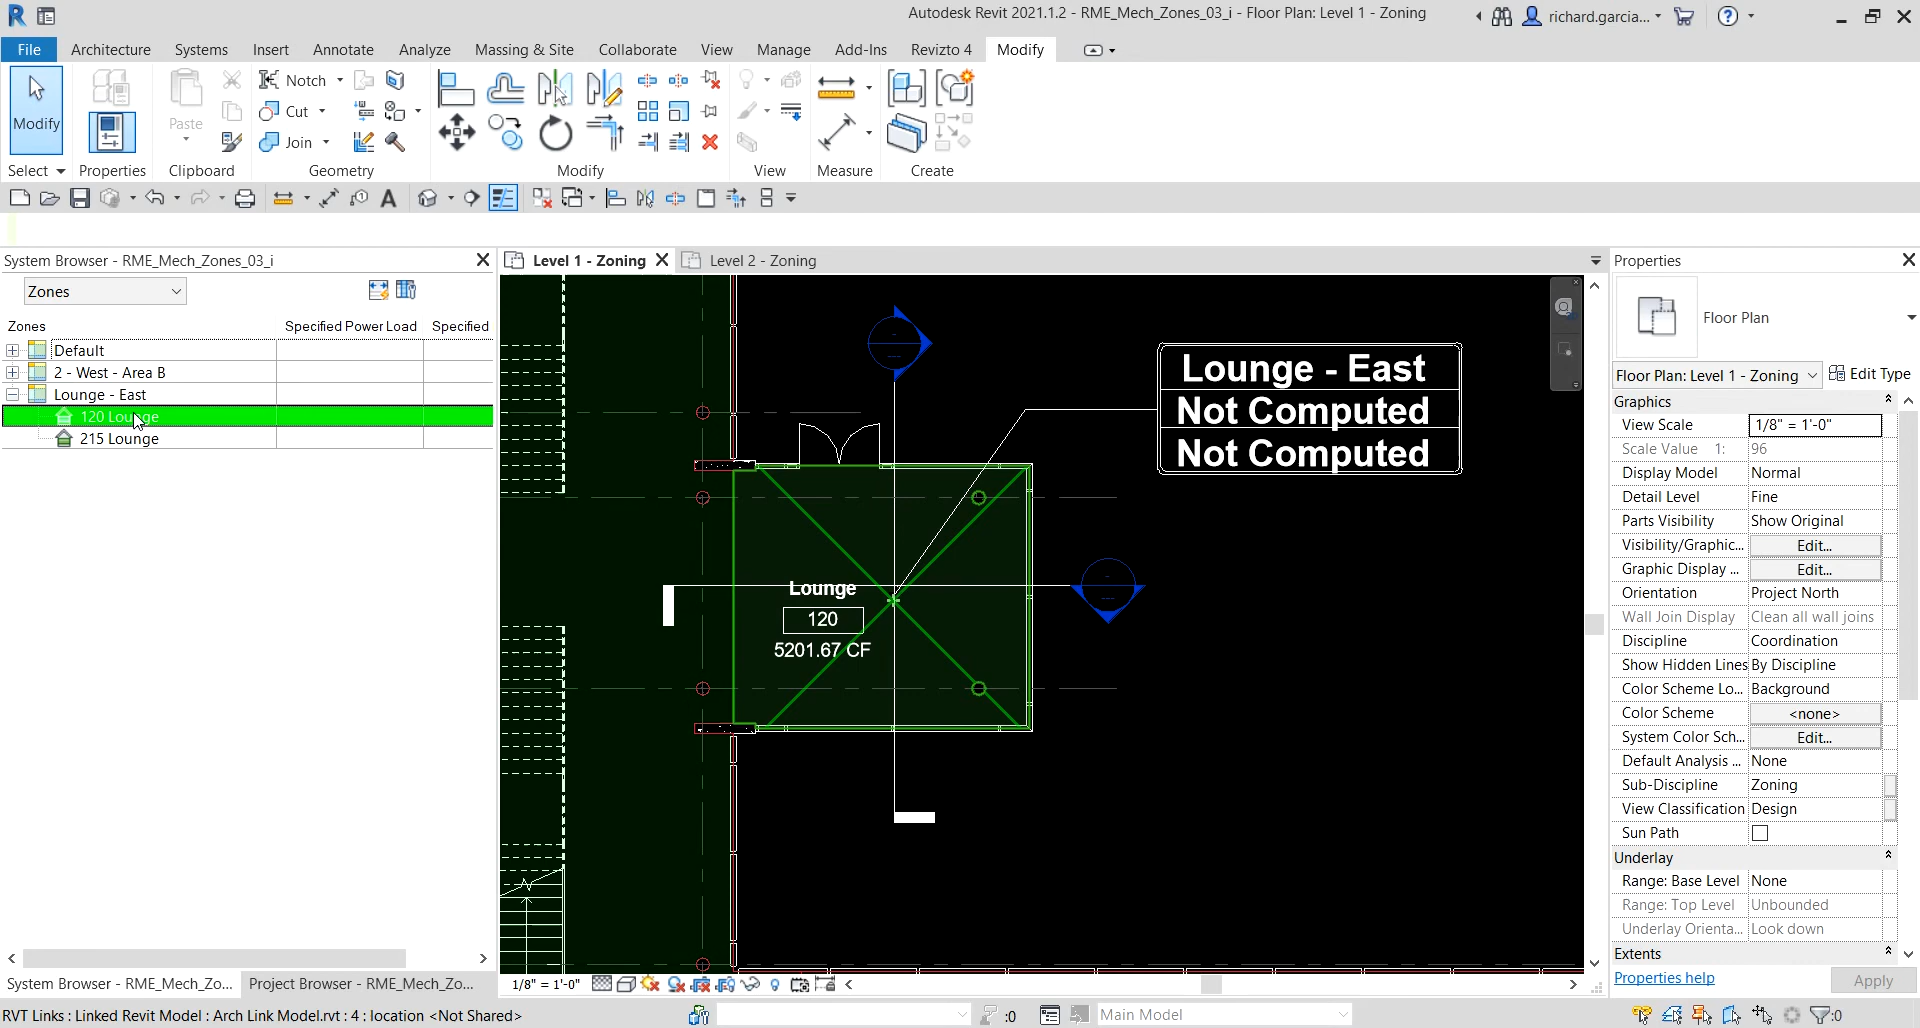 Autodesk Revit 2021.1.2 - RME_Mech_Zones_03_i - Floor Plan: Level 1 - Zoning
richard.garcia...
File Architecture Systems Insert Annotate Analyze Massing & Site Collaborate View Manage Add-Ins Revizto 4 Modify
Modify
Paste
Notch
Cut
Join
Select Properties Clipboard Geometry Modify View Measure Create
System Browser - RME_Mech_Zones_03_i
Zones
Zones Specified Power Load Specified
Default
2 - West - Area B
Lounge - East
120 Lounge
215 Lounge
System Browser - RME_Mech_Zo... Project Browser - RME_Mech_Zo...
Level 1 - Zoning Level 2 - Zoning
Lounge - East
Not Computed
Not Computed
Lounge
120
5201.67 CF
1/8" = 1'-0"
Properties
Floor Plan
Floor Plan: Level 1 - Zoning Edit Type
Graphics
View Scale 1/8" = 1'-0"
Scale Value 1: 96
Display Model Normal
Detail Level Fine
Parts Visibility Show Original
Visibility/Graphic... Edit...
Graphic Display ... Edit...
Orientation Project North
Wall Join Display Clean all wall joins
Discipline Coordination
Show Hidden Lines By Discipline
Color Scheme Lo... Background
Color Scheme <none>
System Color Sch... Edit...
Default Analysis ... None
Sub-Discipline Zoning
View Classification Design
Sun Path
Underlay
Range: Base Level None
Range: Top Level Unbounded
Underlay Orienta... Look down
Extents
Properties help Apply
RVT Links : Linked Revit Model : Arch Link Model.rvt : 4 : location <Not Shared>
:0
Main Model
:0